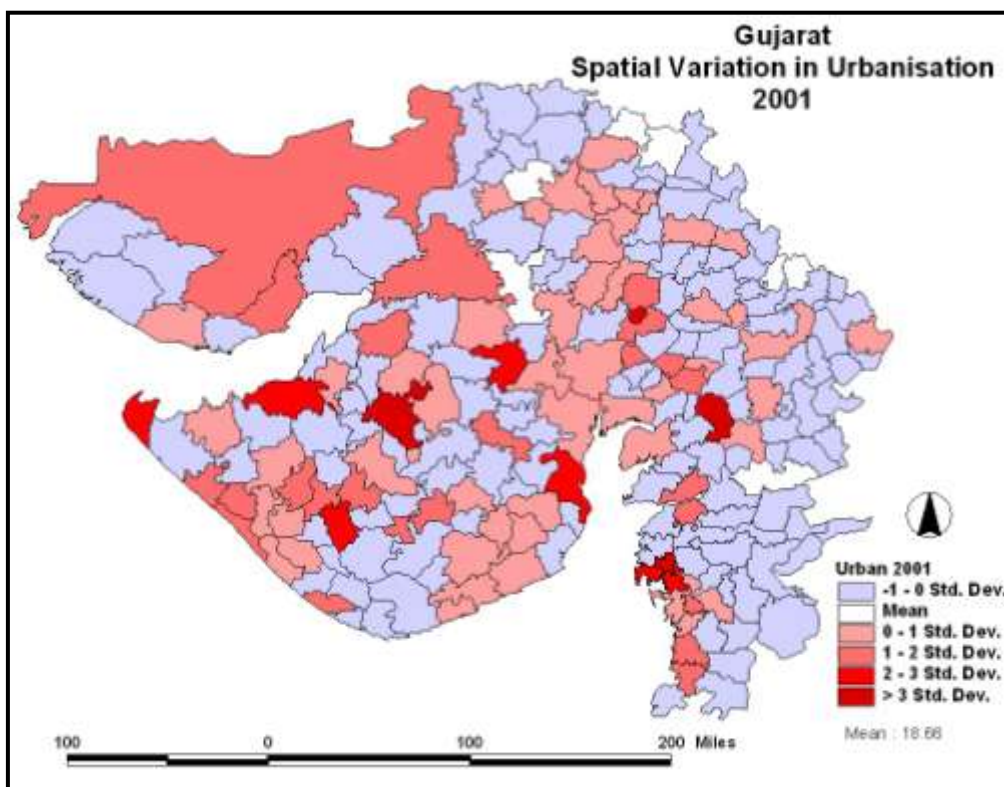 Gujarat
Spatial Variation in Urbanisation
2001
Urban 2001
-1 - 0 Std. Dev.
Mean
0 - 1 Std. Dev.
1 - 2 Std. Dev.
2 - 3 Std. Dev.
> 3 Std. Dev.
Mean : 18.66
100 0 100 200 Miles